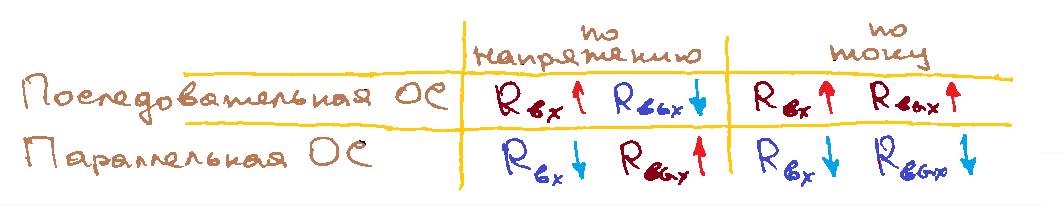 по по
напряжению току
Последовательная ОС Rвх↑ Rвых↓ Rвх↑ Rвых↑
Параллельная ОС Rвх↓ Rвых↑ Rвх↓ Rвых↓